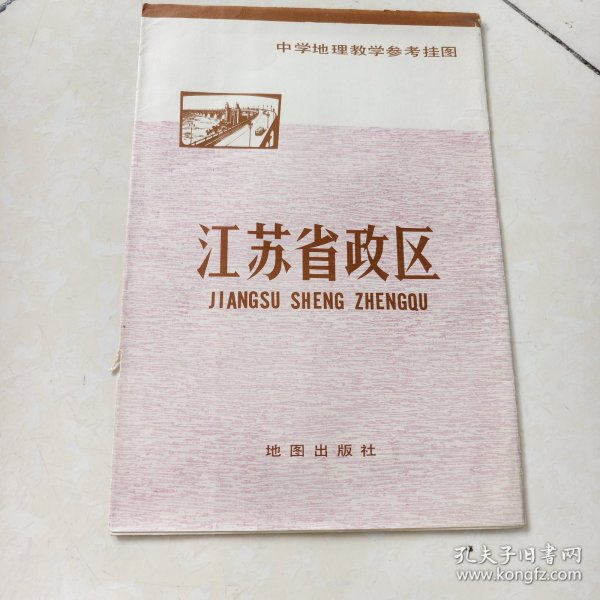 中学地理教学参考挂图
江苏省政区
JIANGSU SHENG ZHENGQU
地图出版社
孔夫子旧书网
www.kongfz.com